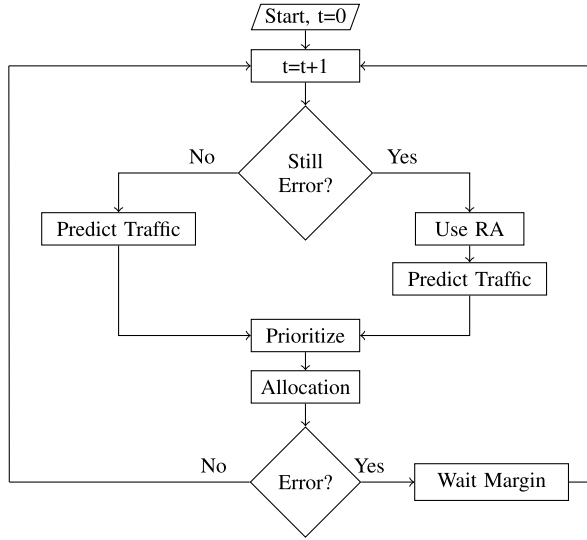 Start, t=0
t=t+1
No
Yes
Still
Error?
Predict Traffic
Use RA
Predict Traffic
Prioritize
Allocation
No
Yes
Error?
Wait Margin